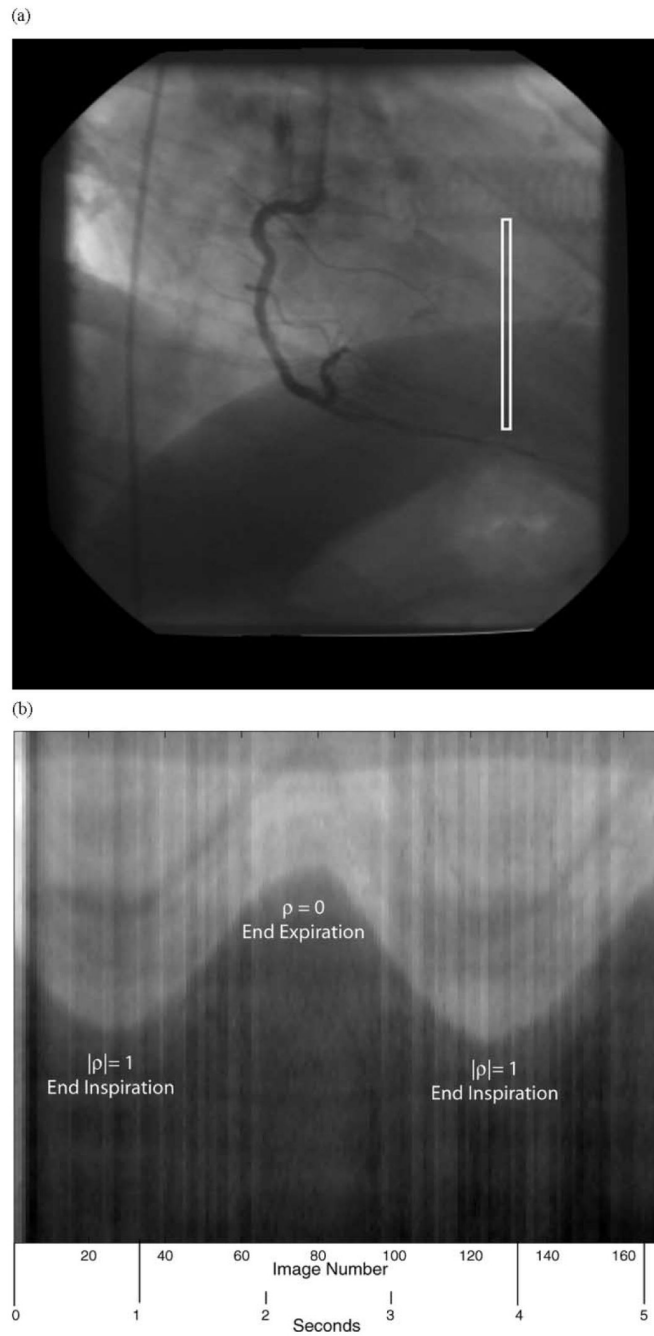 (a)
(b)
ρ = 0
End Expiration
|ρ|= 1
End Inspiration
|ρ|= 1
End Inspiration
20 40 60 80 100 120 140 160
Image Number
0 1 2 3 4 5
Seconds